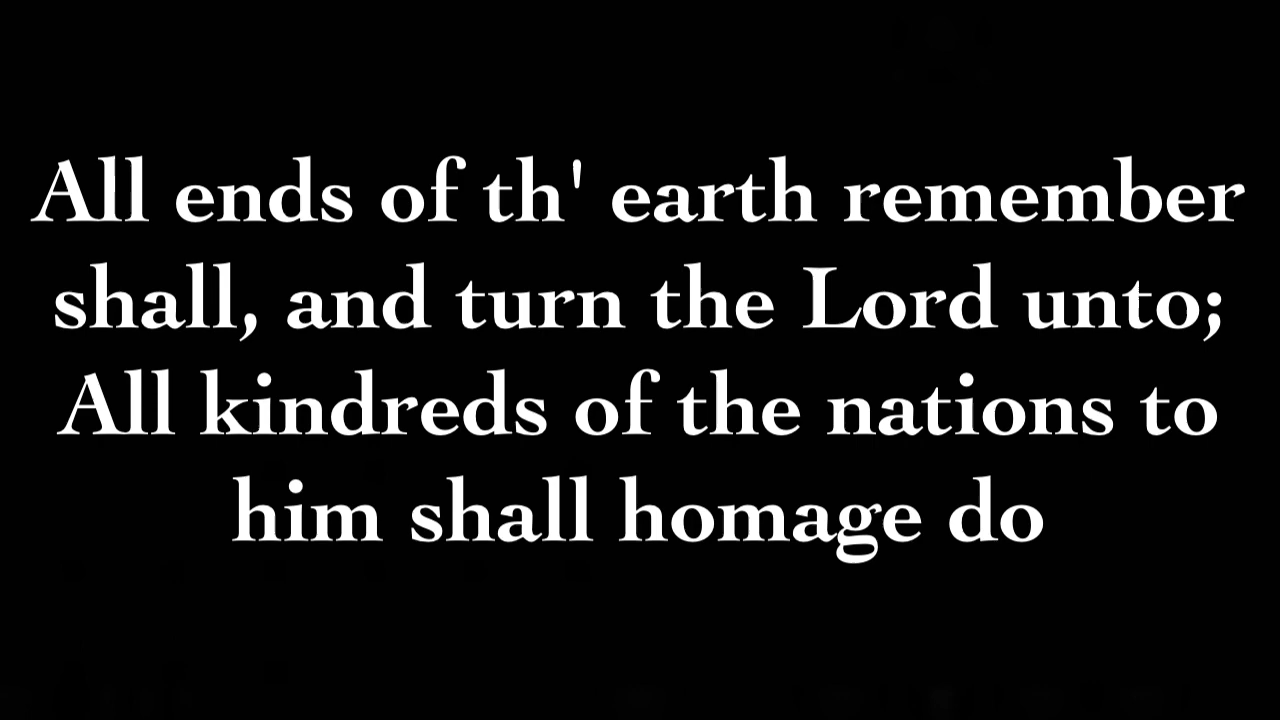 All ends of th' earth remember
shall, and turn the Lord unto;
All kindreds of the nations to
him shall homage do